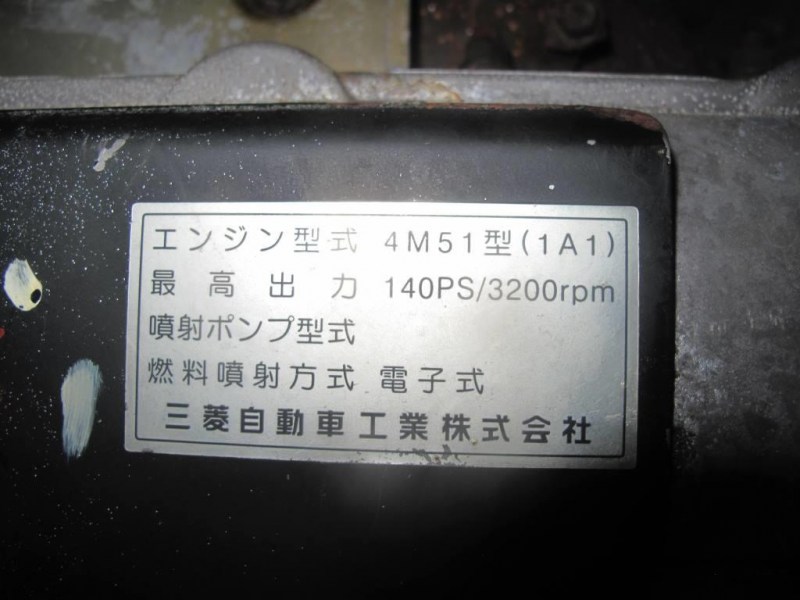 エンジン型式 4M51型(1A1)
最高出力 140PS/3200rpm
噴射ポンプ型式
燃料噴射方式 電子式
三菱自動車工業株式会社